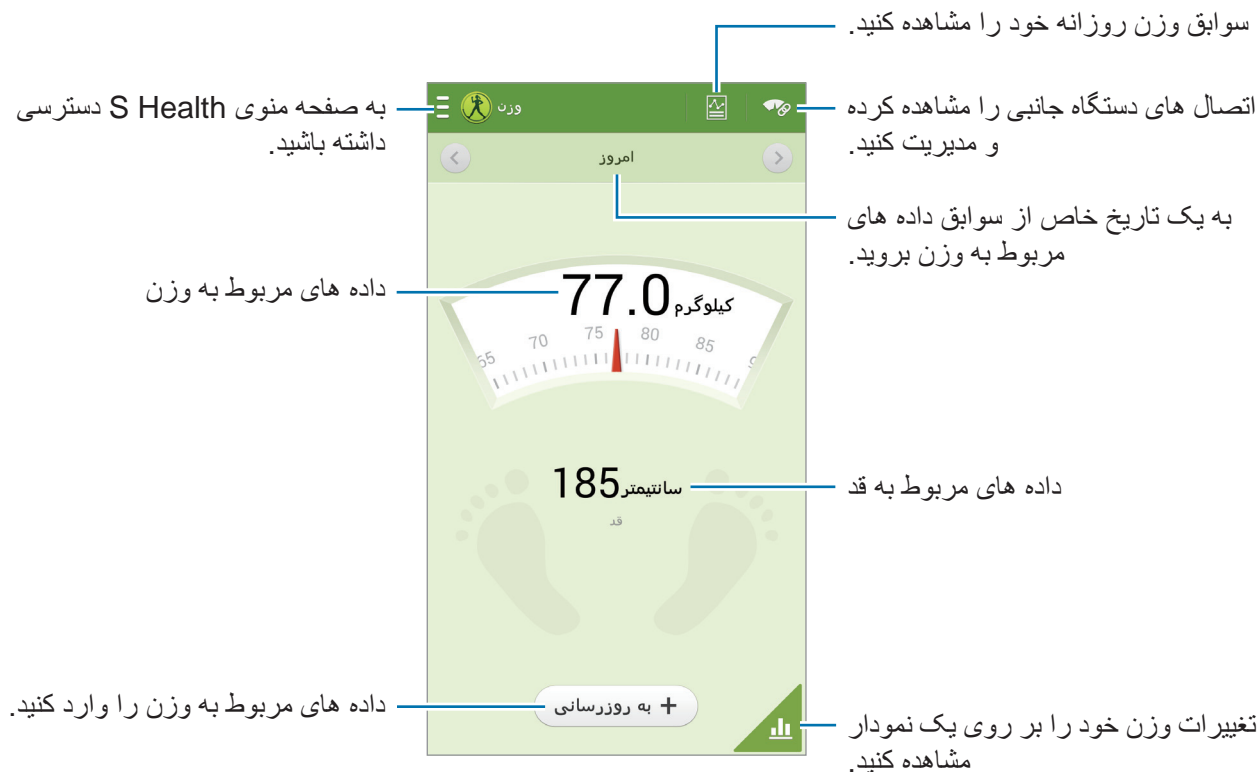 سوابق وزن روزانه خود را مشاهده کنید.
به صفحه منوی S Health دسترسی
داشته باشید.
وزن
اتصال های دستگاه جانبی را مشاهده کرده
و مدیریت کنید.
امروز
به یک تاریخ خاص از سوابق داده های
مربوط به وزن بروید.
داده های مربوط به وزن
77.0 کیلوگرم
65 70 75 80 85 9
185 سانتیمتر
قد
داده های مربوط به قد
داده های مربوط به وزن را وارد کنید.
+ به روزرسانی
تغییرات وزن خود را بر روی یک نمودار
مشاهده کنید.